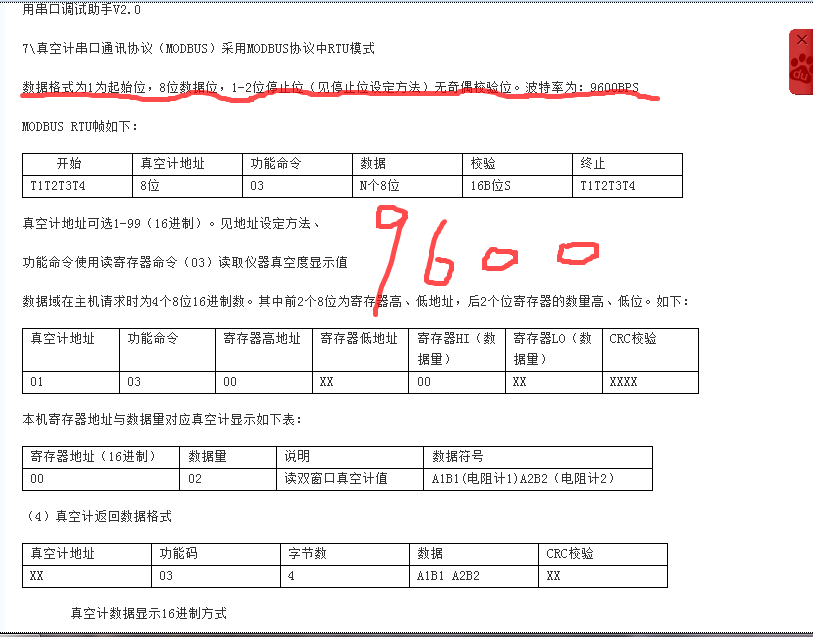 用串口调试助手V2.0
7\真空计串口通讯协议（MODBUS）采用MODBUS协议中RTU模式
数据格式为1为起始位，8位数据位，1-2位停止位（见停止位设定方法）无奇偶校验位。波特率为：9600BPS
MODBUS RTU帧如下：
开始 真空计地址 功能命令 数据 校验 终止
T1T2T3T4 8位 03 N个8位 16B位S T1T2T3T4
真空计地址可选1-99（16进制）。见地址设定方法、
9600
功能命令使用读寄存器命令（03）读取仪器真空度显示值
数据域在主机请求时为4个8位16进制数。其中前2个8位为寄存器高、低地址，后2个位寄存器的数量高、低位。如下：
真空计地址 功能命令 寄存器高地址 寄存器低地址 寄存器HI（数据量） 寄存器LO（数据量） CRC校验
01 03 00 XX 00 XX XXXX
本机寄存器地址与数据量对应真空计显示如下表：
寄存器地址（16进制） 数据量 说明 数据符号
00 02 读双窗口真空计值 A1B1(电阻计1)A2B2（电阻计2）
（4）真空计返回数据格式
真空计地址 功能码 字节数 数据 CRC校验
XX 03 4 A1B1 A2B2 XX
真空计数据显示16进制方式
du